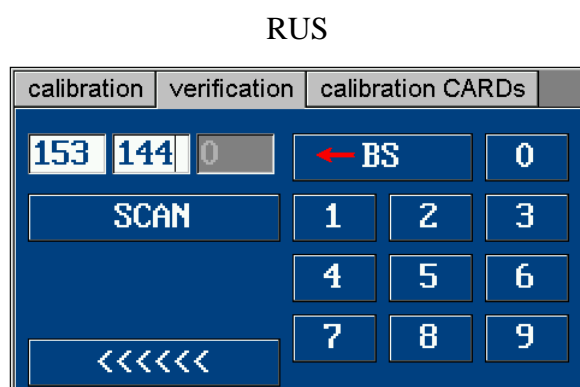 RUS
calibration verification calibration CARDs
153 144 0 BS 0
SCAN 1 2 3
4 5 6
7 8 9
<<<<<<